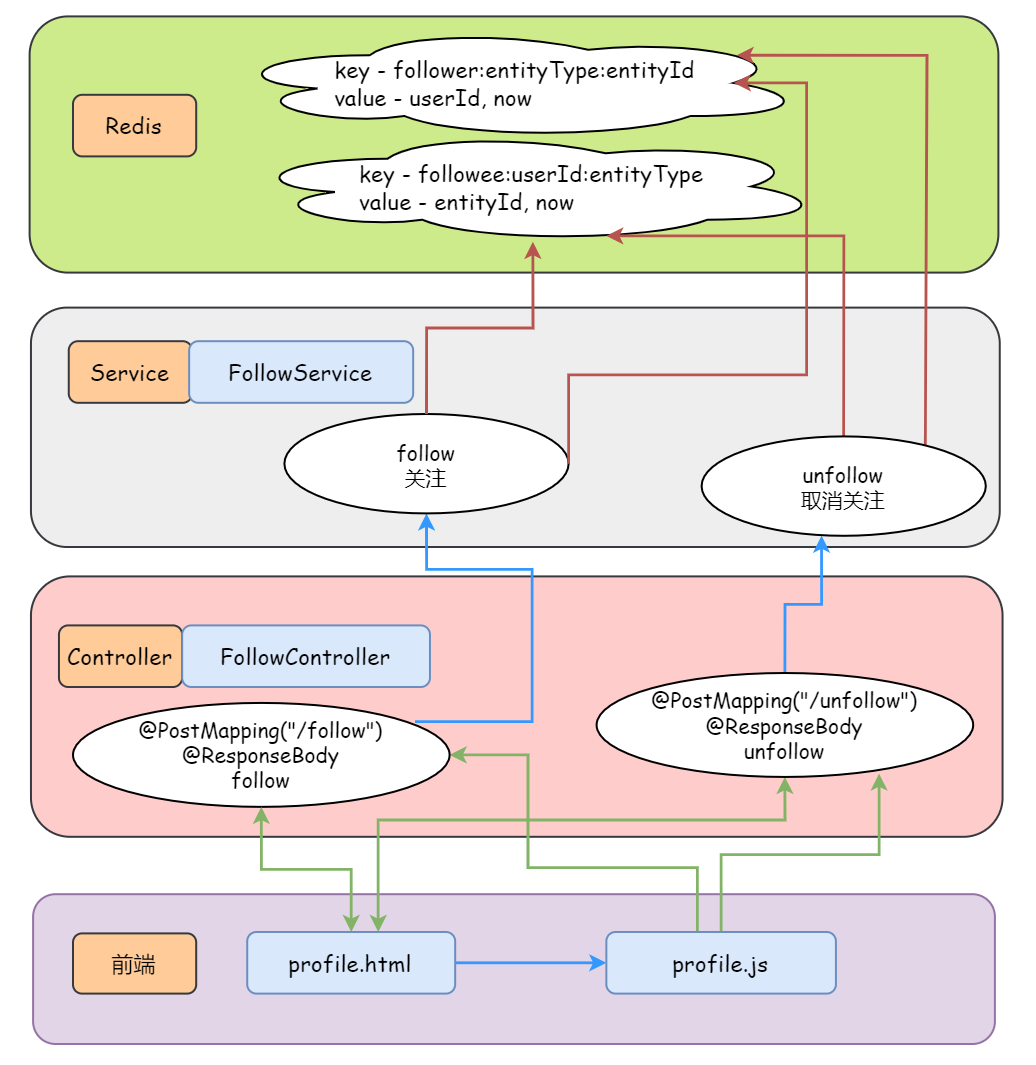 key - follower:entityType:entityId
value - userId, now
Redis
key - followee:userId:entityType
value - entityId, now
Service
FollowService
follow
关注
unfollow
取消关注
Controller
FollowController
@PostMapping("/follow")
@ResponseBody
follow
@PostMapping("/unfollow")
@ResponseBody
unfollow
前端
profile.html
profile.js